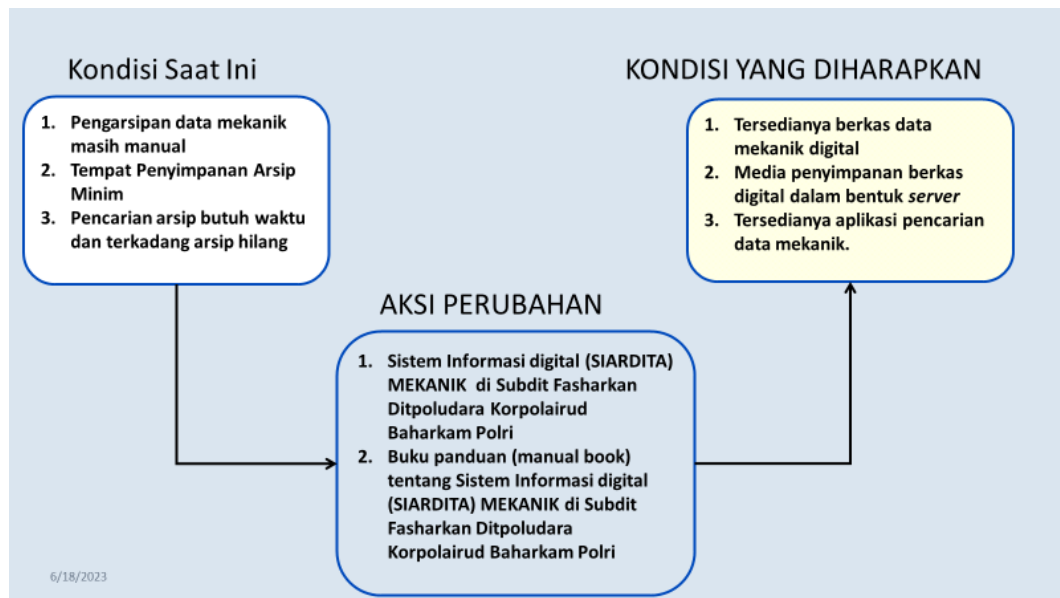 Kondisi Saat Ini
1. Pengarsipan data mekanik
masih manual
2. Tempat Penyimpanan Arsip
Minim
3. Pencarian arsip butuh waktu
dan terkadang arsip hilang
KONDISI YANG DIHARAPKAN
1. Tersedianya berkas data
mekanik digital
2. Media penyimpanan berkas
digital dalam bentuk server
3. Tersedianya aplikasi pencarian
data mekanik.
AKSI PERUBAHAN
1. Sistem Informasi digital (SIARDITA)
MEKANIK di Subdit Fasharkan
Ditpoludara Korpolairud
Baharkam Polri
2. Buku panduan (manual book)
tentang Sistem Informasi digital
(SIARDITA) MEKANIK di Subdit
Fasharkan Ditpoludara
Korpolairud Baharkam Polri
6/18/2023